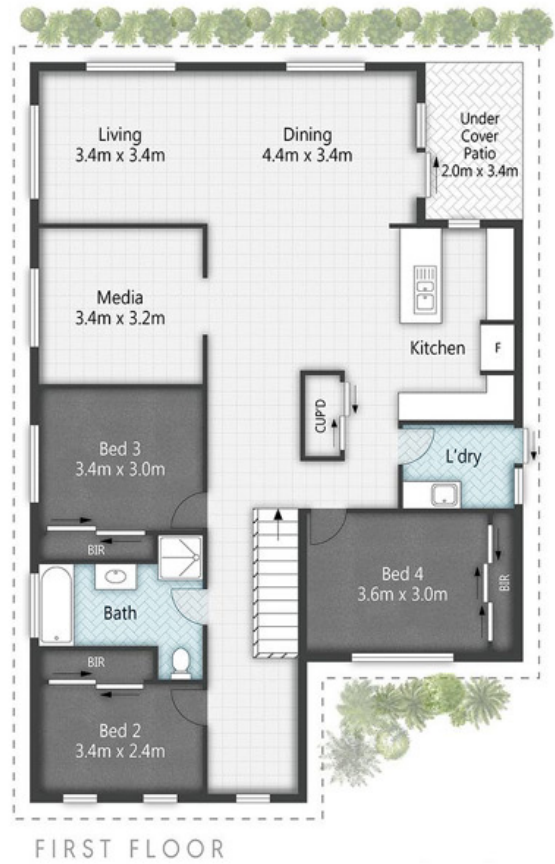 Living
3.4m x 3.4m
Dining
4.4m x 3.4m
Under
Cover
Patio
2.0m x 3.4m
Media
3.4m x 3.2m
Kitchen
F
CUP'D
Bed 3
3.4m x 3.0m
BIR
L'dry
Bath
Bed 4
3.6m x 3.0m
BIR
BIR
Bed 2
3.4m x 2.4m
FIRST FLOOR